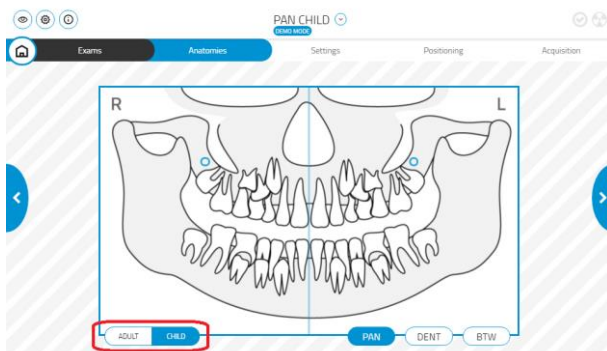 PAN CHILD
DEMO MODE
Exams Anatomies Settings Positioning Acquisition
R L
ADULT CHILD PAN DENT BTW